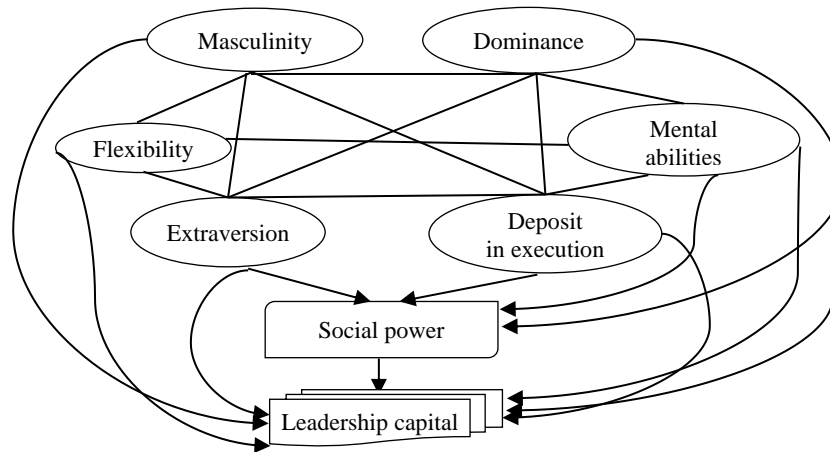 Masculinity
Dominance
Flexibility
Mental
abilities
Extraversion
Deposit
in execution
Social power
Leadership capital